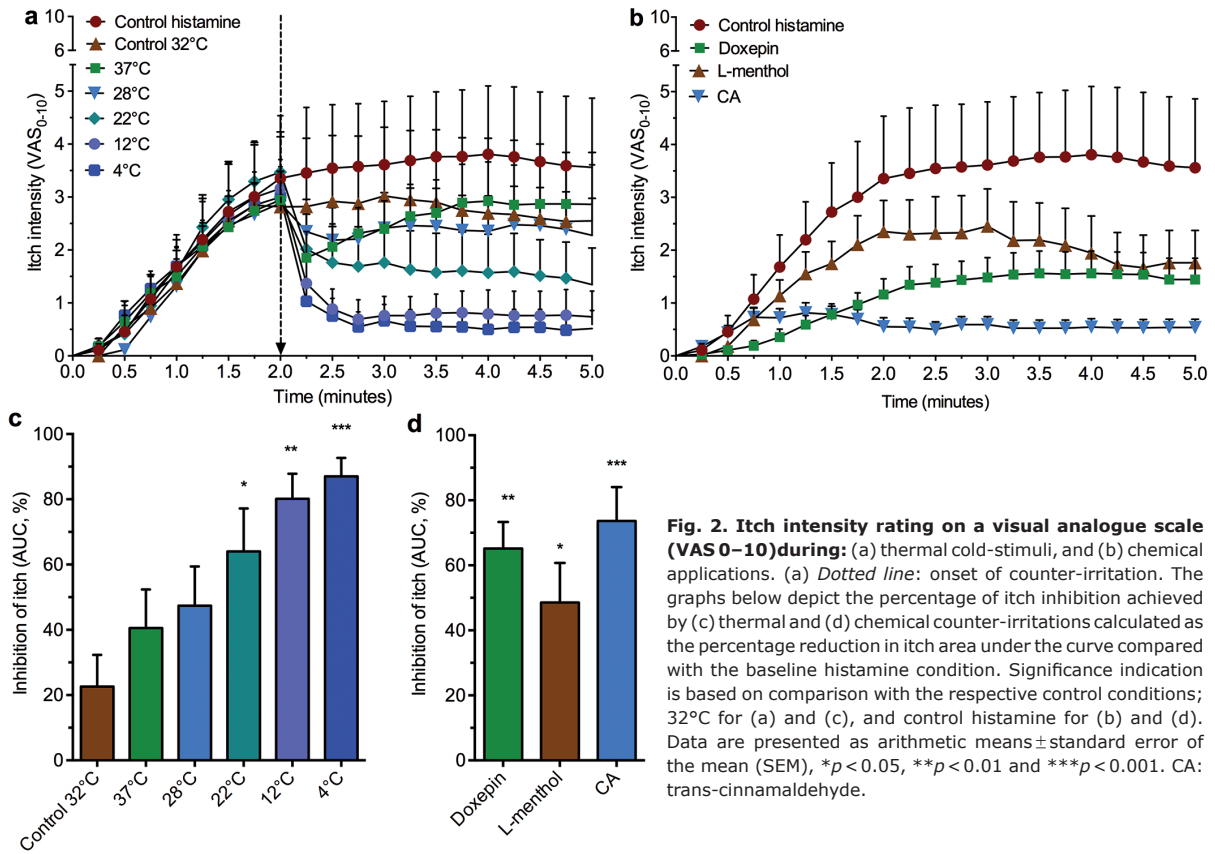 a
Control histamine
Control 32°C
37°C
28°C
22°C
12°C
4°C
Itch intensity (VAS0-10)
10
6
5
4
3
2
1
0
0.0 0.5 1.0 1.5 2.0 2.5 3.0 3.5 4.0 4.5 5.0
Time (minutes)
b
Control histamine
Doxepin
L-menthol
CA
Itch intensity (VAS0-10)
10
6
5
4
3
2
1
0
0.0 0.5 1.0 1.5 2.0 2.5 3.0 3.5 4.0 4.5 5.0
Time (minutes)
c
Inhibition of itch (AUC, %)
100
80
60
40
20
0
* ** ***
Control 32°C 37°C 28°C 22°C 12°C 4°C
d
Inhibition of itch (AUC, %)
100
80
60
40
20
0
** * ***
Doxepin L-menthol CA
Fig. 2. Itch intensity rating on a visual analogue scale
(VAS 0–10)during: (a) thermal cold-stimuli, and (b) chemical
applications. (a) Dotted line: onset of counter-irritation. The
graphs below depict the percentage of itch inhibition achieved
by (c) thermal and (d) chemical counter-irritations calculated as
the percentage reduction in itch area under the curve compared
with the baseline histamine condition. Significance indication
is based on comparison with the respective control conditions;
32°C for (a) and (c), and control histamine for (b) and (d).
Data are presented as arithmetic means±standard error of
the mean (SEM), *p<0.05, **p<0.01 and ***p<0.001. CA:
trans-cinnamaldehyde.